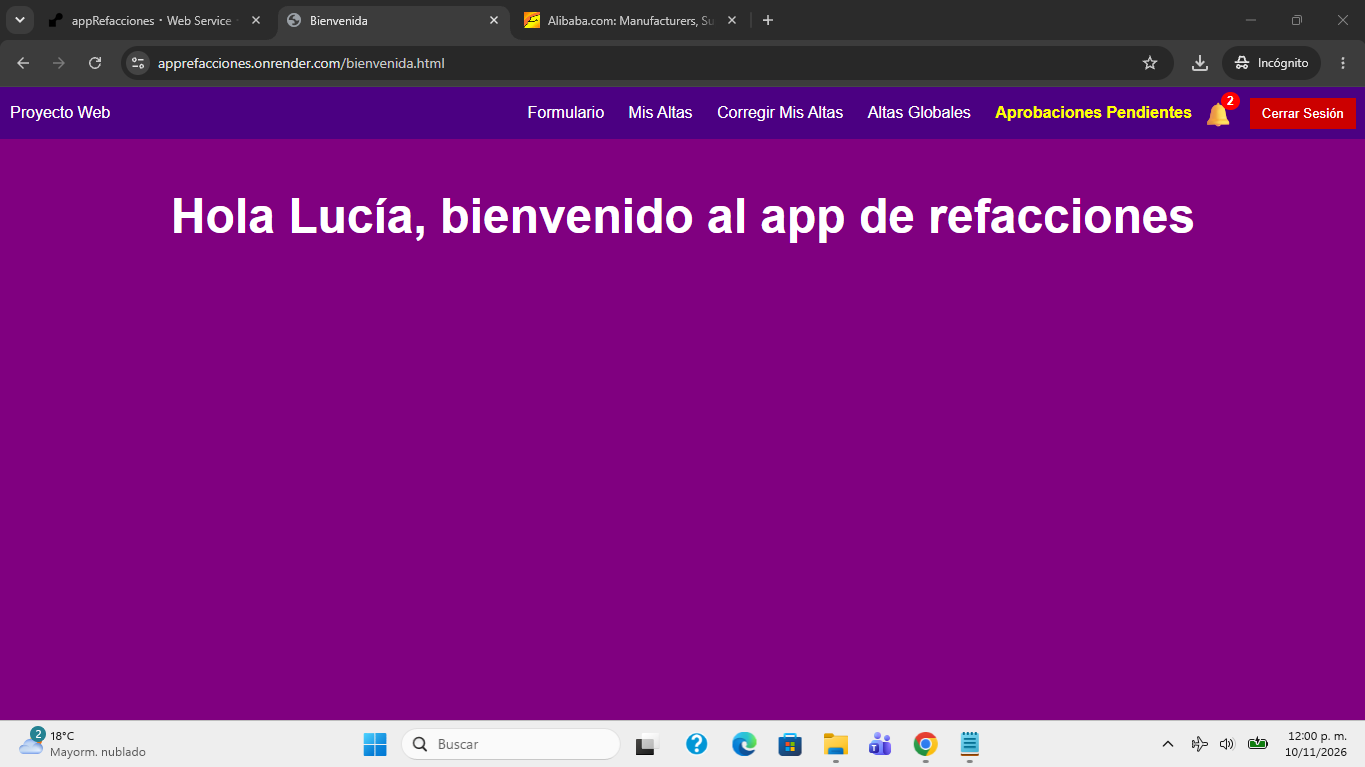 appRefacciones · Web Service
Bienvenida
Alibaba.com: Manufacturers, Su
apprefacciones.onrender.com/bienvenida.html
Incógnito
Proyecto Web
Formulario
Mis Altas
Corregir Mis Altas
Altas Globales
Aprobaciones Pendientes
2
Cerrar Sesión
Hola Lucía, bienvenido al app de refacciones
2
18°C
Mayorm. nublado
Buscar
12:00 p. m.
10/11/2026